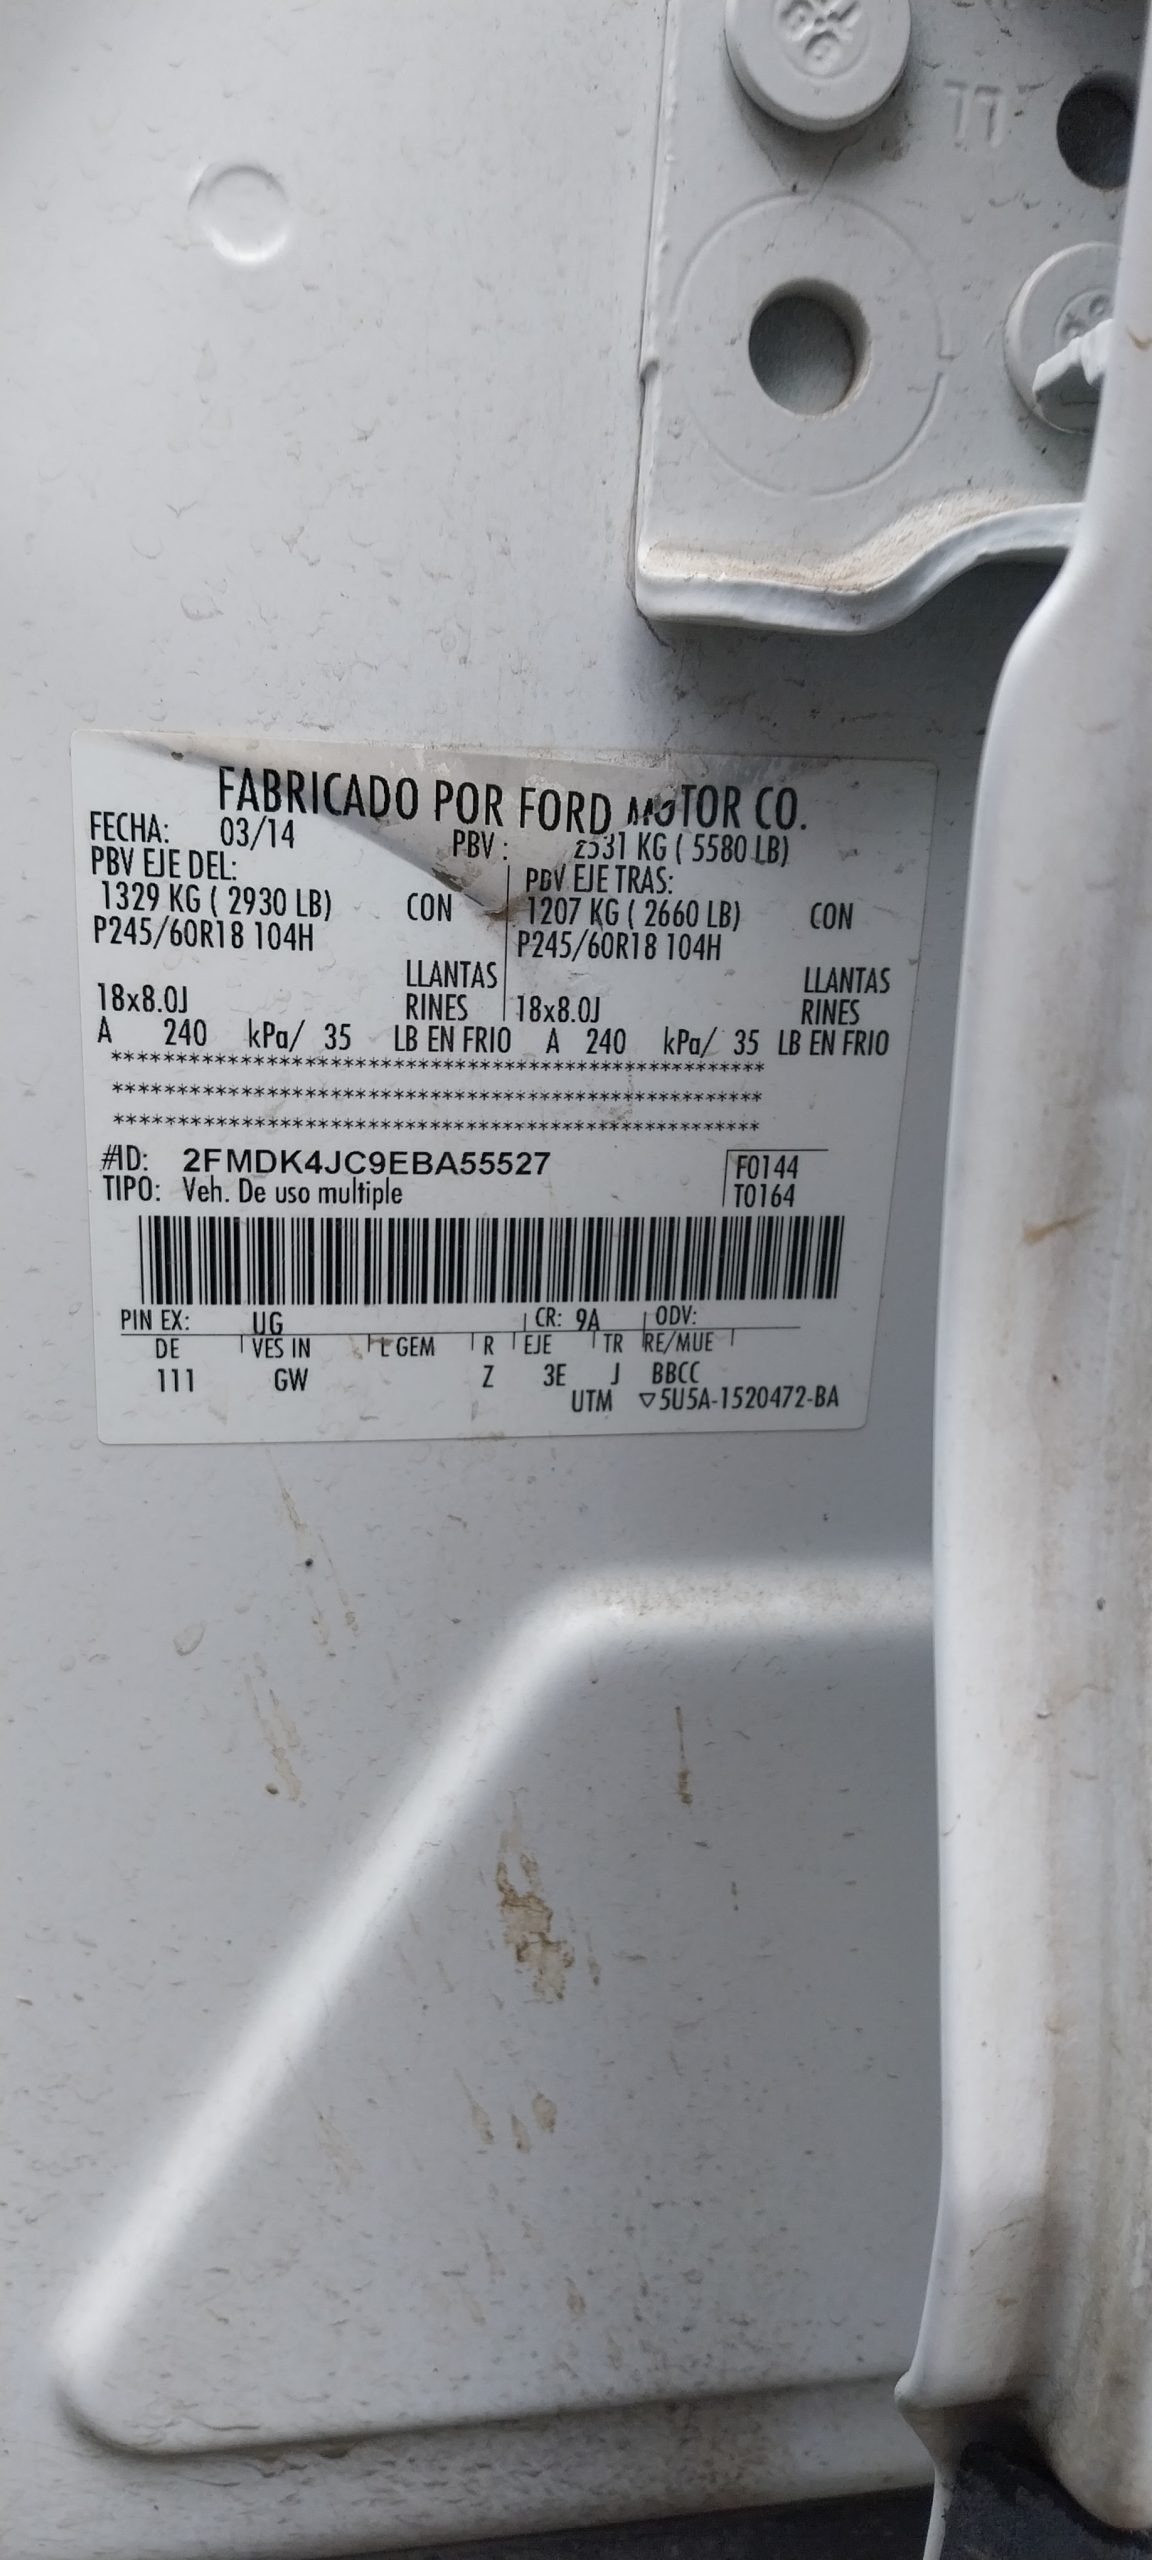 FABRICADO POR FORD MOTOR CO.
FECHA: 03/14 PBV : 2531 KG ( 5580 LB)
PBV EJE DEL: PBV EJE TRAS:
1329 KG ( 2930 LB) CON 1207 KG ( 2660 LB) CON
P245/60R18 104H P245/60R18 104H
LLANTAS LLANTAS
18x8.0J RINES 18x8.0J RINES
A 240 kPa/ 35 LB EN FRIO A 240 kPa/ 35 LB EN FRIO
**************************************************
**************************************************
**************************************************
#ID: 2FMDK4JC9EBA55527 F0144
TIPO: Veh. De uso multiple T0164
PIN EX: UG CR: 9A ODV:
DE VES IN L GEM R EJE TR RE/MUE
111 GW Z 3E J BBCC
UTM ▽5U5A-1520472-BA